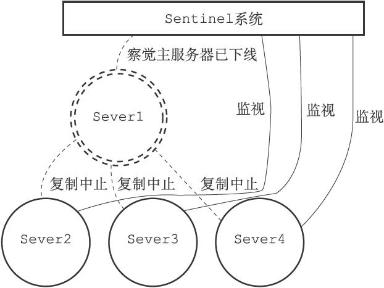 Sentinel系统
察觉主服务器已下线
Sever1
监视
监视
监视
复制中止
复制中止
复制中止
Sever2
Sever3
Sever4